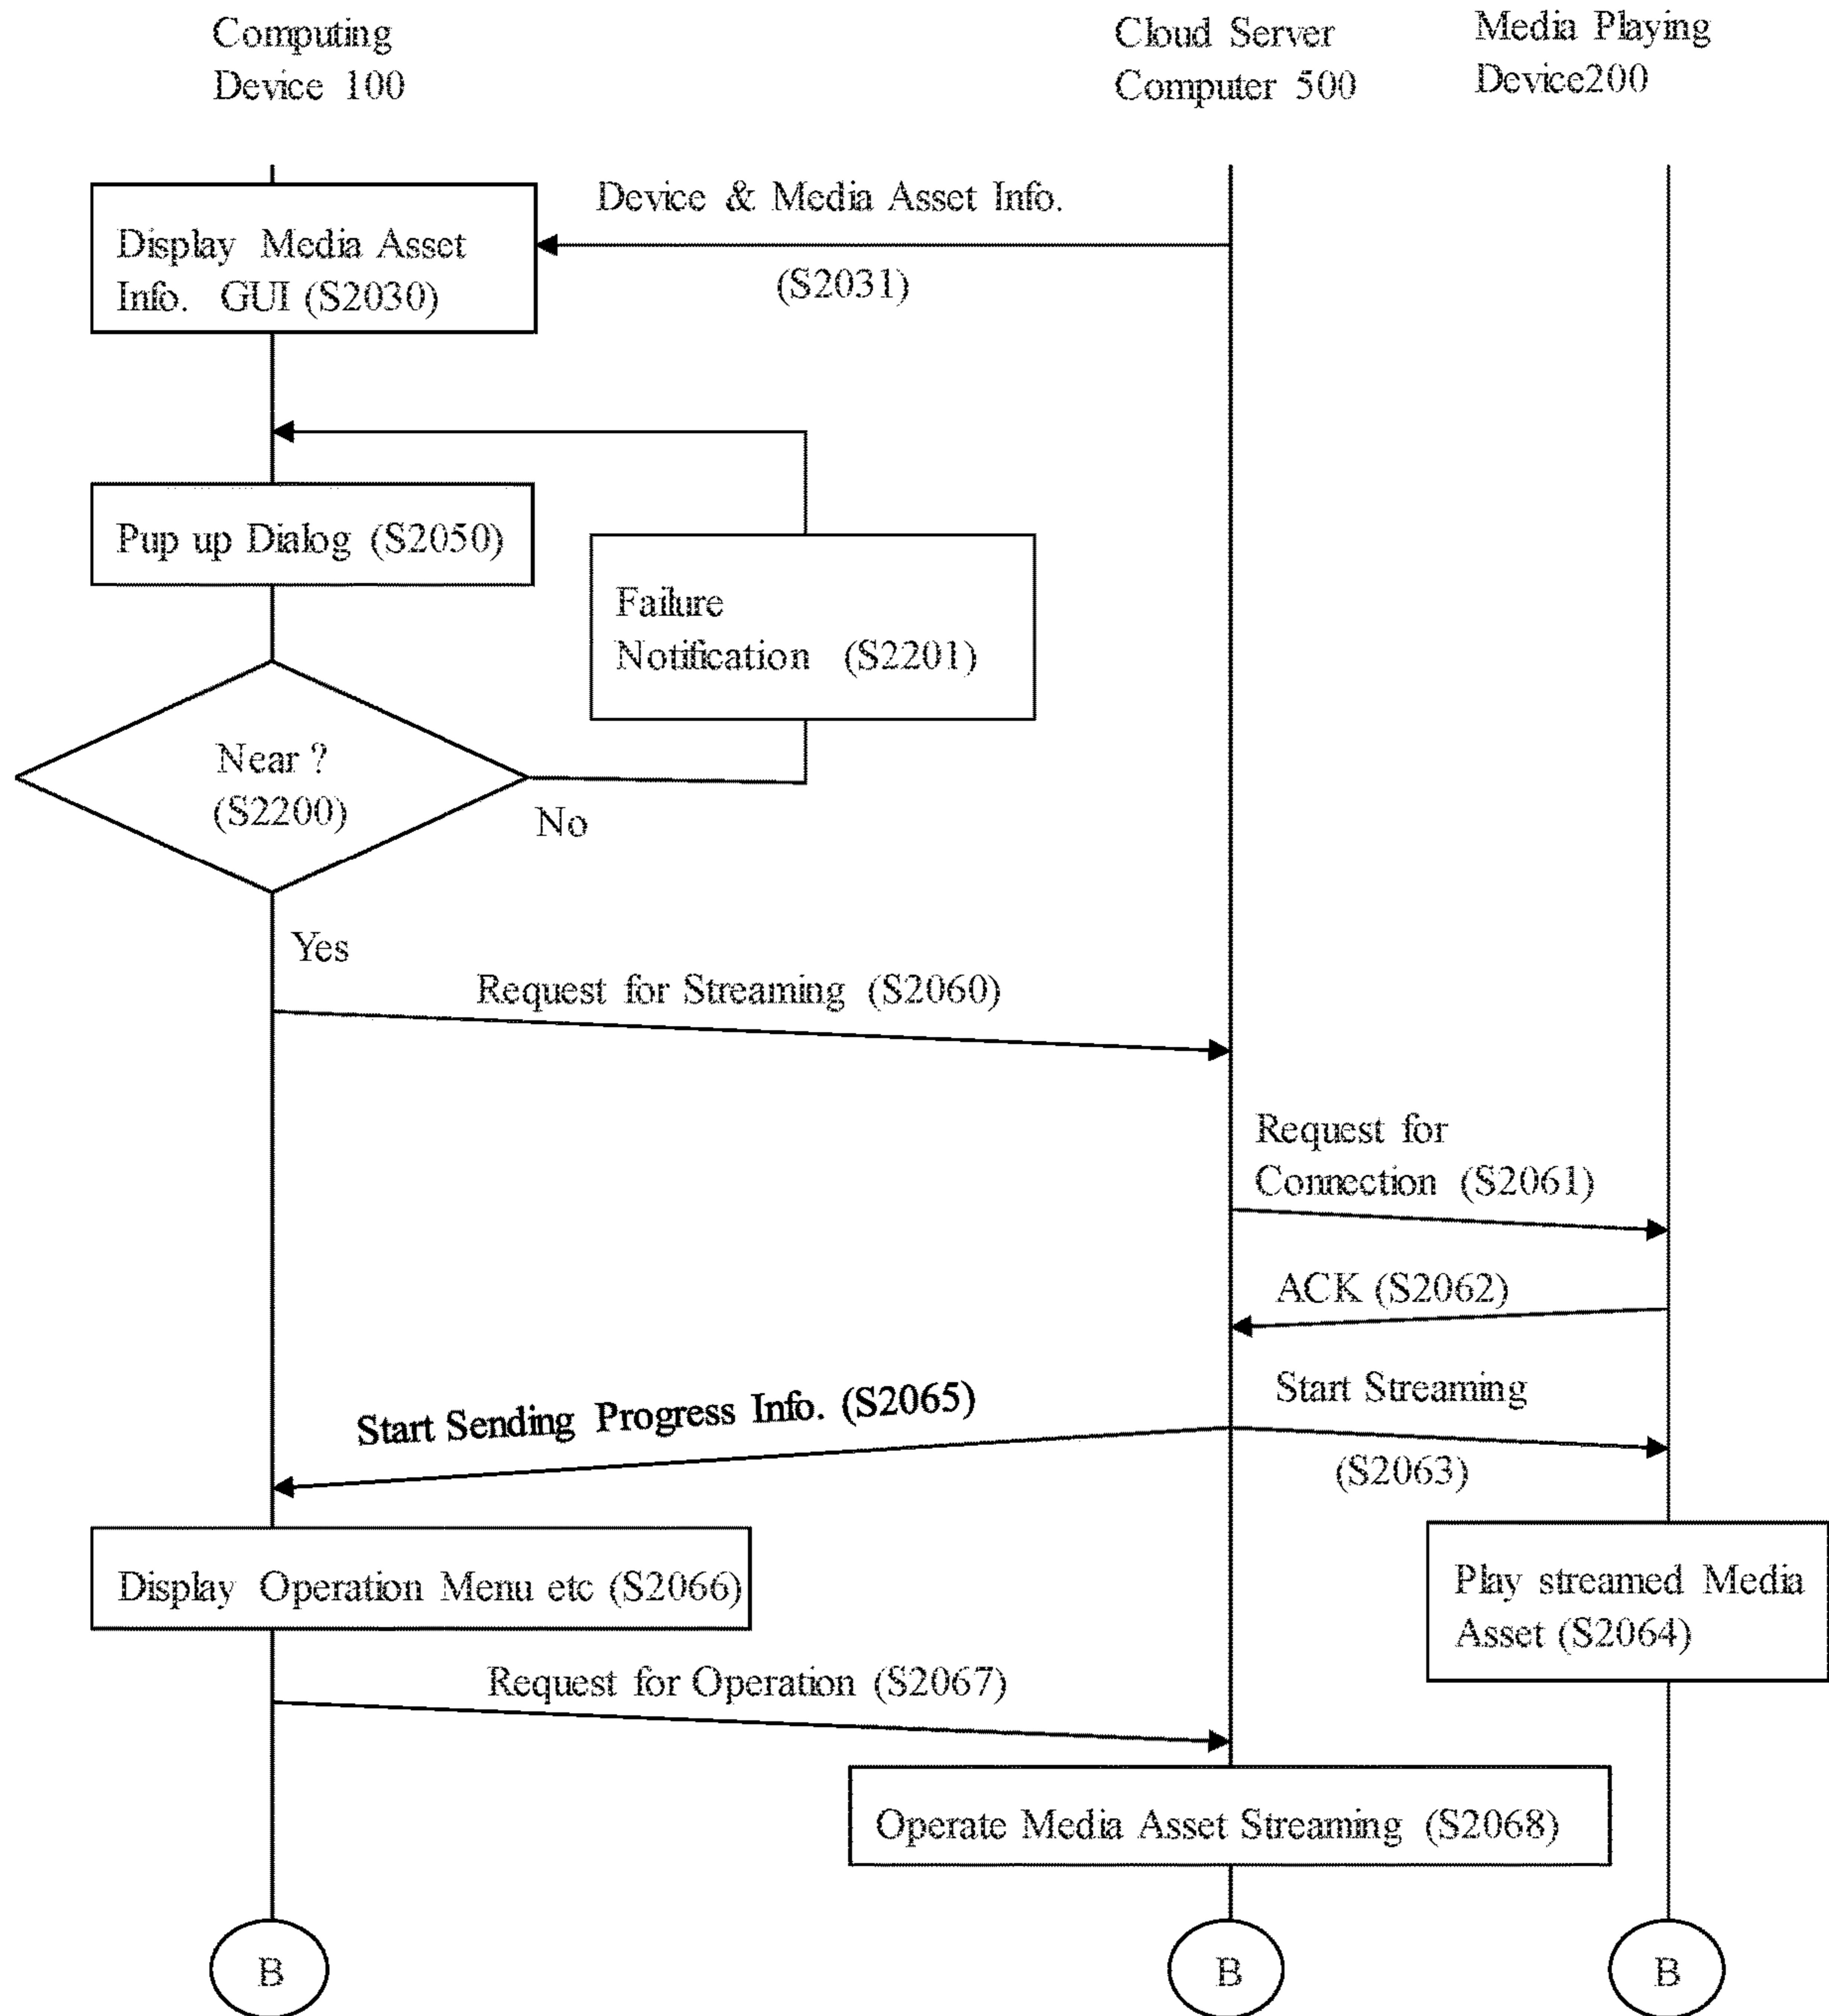 Computing
Device 100
Cloud Server
Computer 500
Media Playing
Device200
Device & Media Asset Info.
(S2031)
Display Media Asset
Info. GUI (S2030)
Pup up Dialog (S2050)
Failure
Notification (S2201)
Near ?
(S2200)
No
Yes
Request for Streaming (S2060)
Request for
Connection (S2061)
ACK (S2062)
Start Sending Progress Info. (S2065)
Start Streaming
(S2063)
Display Operation Menu etc (S2066)
Play streamed Media
Asset (S2064)
Request for Operation (S2067)
Operate Media Asset Streaming (S2068)
B
B
B